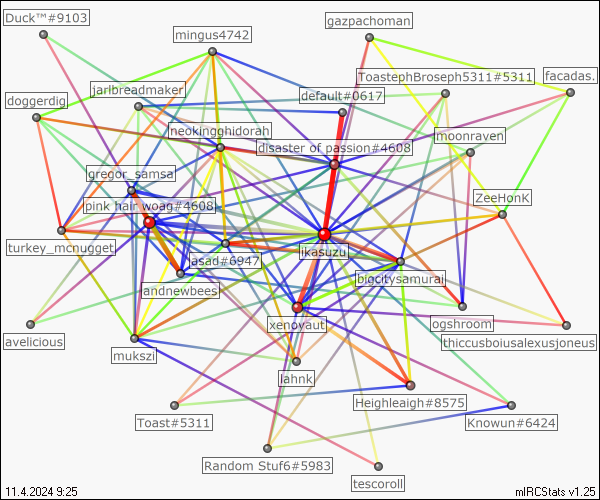 Duck™#9103
gazpachoman
mingus4742
ToastephBroseph5311#5311
facadas.
jarlbreadmaker
default#0617
doggerdig
neokingghidorah
moonraven
disaster of passion#4608
gregor_samsa
ZeeHonK
pink hair woag#4608
turkey_mcnugget
asad#6947
ikasuzu
biocitysamurai
andnewbees
avelicious
xenovaut
ogshroom
thiccusboiusalexusjoneus
mukszi
lahnk
Heighleaigh#8575
Toast#5311
Knowun#6424
Random Stuf6#5983
tescoroll
11.4.2024 9:25
mIRCStats v1.25